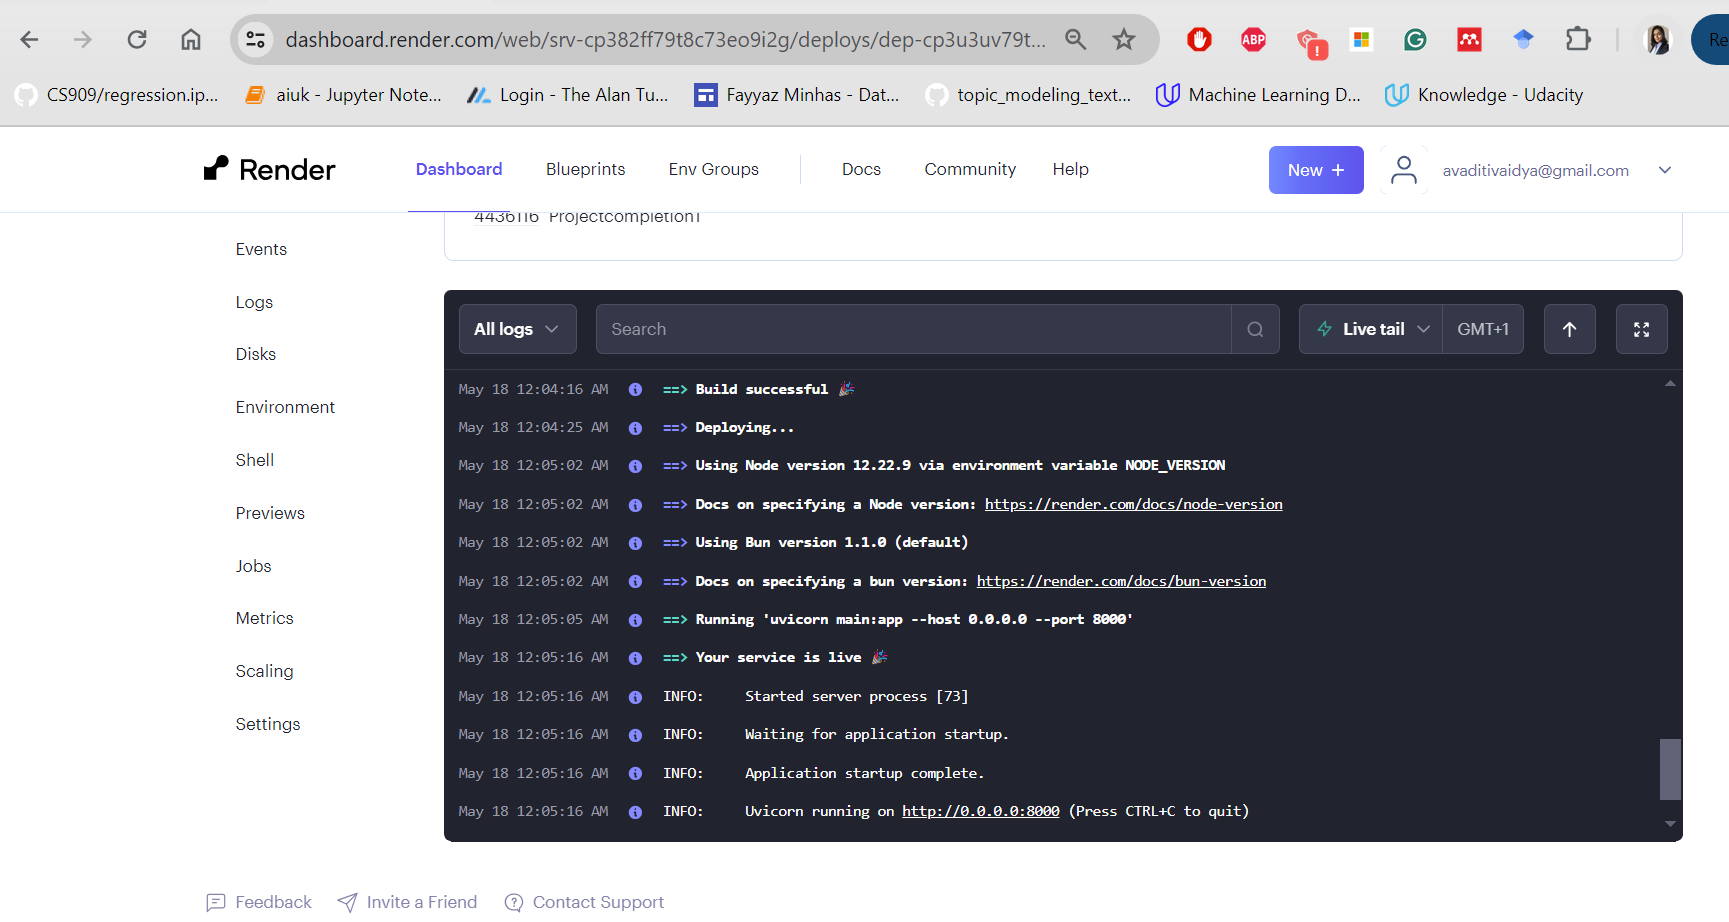 dashboard.render.com/web/srv-cp382ff79t8c73eo9i2g/deploys/dep-cp3u3uv79t...
ABP
!
G
Re
CS909/regression.ip... aiuk - Jupyter Note... Login - The Alan Tu... Fayyaz Minhas - Dat... topic_modeling_text... Machine Learning D... Knowledge - Udacity
Render Dashboard Blueprints Env Groups Docs Community Help New + avaditivaidya@gmail.com
4436116 Projectcompletion1
Events
Logs
Disks
Environment
Shell
Previews
Jobs
Metrics
Scaling
Settings
All logs Search Live tail GMT+1
May 18 12:04:16 AM ==> Build successful 🎉
May 18 12:04:25 AM ==> Deploying...
May 18 12:05:02 AM ==> Using Node version 12.22.9 via environment variable NODE_VERSION
May 18 12:05:02 AM ==> Docs on specifying a Node version: https://render.com/docs/node-version
May 18 12:05:02 AM ==> Using Bun version 1.1.0 (default)
May 18 12:05:02 AM ==> Docs on specifying a bun version: https://render.com/docs/bun-version
May 18 12:05:05 AM ==> Running 'uvicorn main:app --host 0.0.0.0 --port 8000'
May 18 12:05:16 AM ==> Your service is live 🎉
May 18 12:05:16 AM INFO: Started server process [73]
May 18 12:05:16 AM INFO: Waiting for application startup.
May 18 12:05:16 AM INFO: Application startup complete.
May 18 12:05:16 AM INFO: Uvicorn running on http://0.0.0.0:8000 (Press CTRL+C to quit)
Feedback Invite a Friend Contact Support